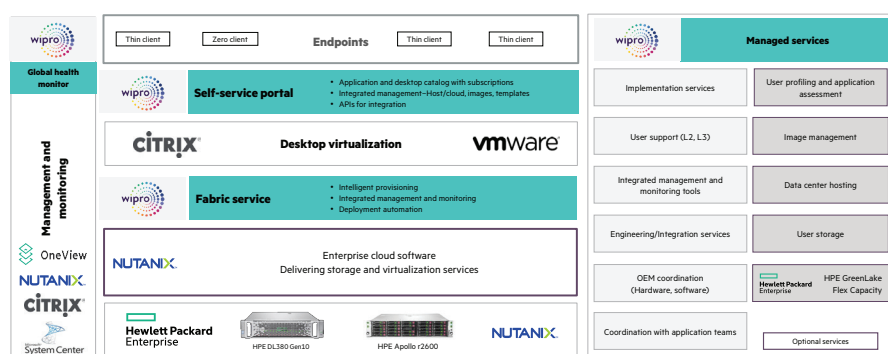 wipro
Global health
monitor
Management and
monitoring
OneView
NUTANIX
CİTRIX
Microsoft
System Center
Thin client
Zero client
Endpoints
Thin client
Thin client
wipro
Self-service portal
• Application and desktop catalog with subscriptions
• Integrated management–Host/cloud, images, templates
• APIs for integration
CİTRIX
Desktop virtualization
vmware
wipro
Fabric service
• Intelligent provisioning
• Integrated management and monitoring
• Deployment automation
NUTANIX
Enterprise cloud software
Delivering storage and virtualization services
Hewlett Packard
Enterprise
HPE DL380 Gen10
HPE Apollo r2600
NUTANIX
wipro
Managed services
Implementation services
User profiling and application
assessment
User support (L2, L3)
Image management
Integrated management and
monitoring tools
Data center hosting
Engineering/Integration services
User storage
OEM coordination
(Hardware, software)
Hewlett Packard
Enterprise
HPE GreenLake
Flex Capacity
Coordination with application teams
Optional services